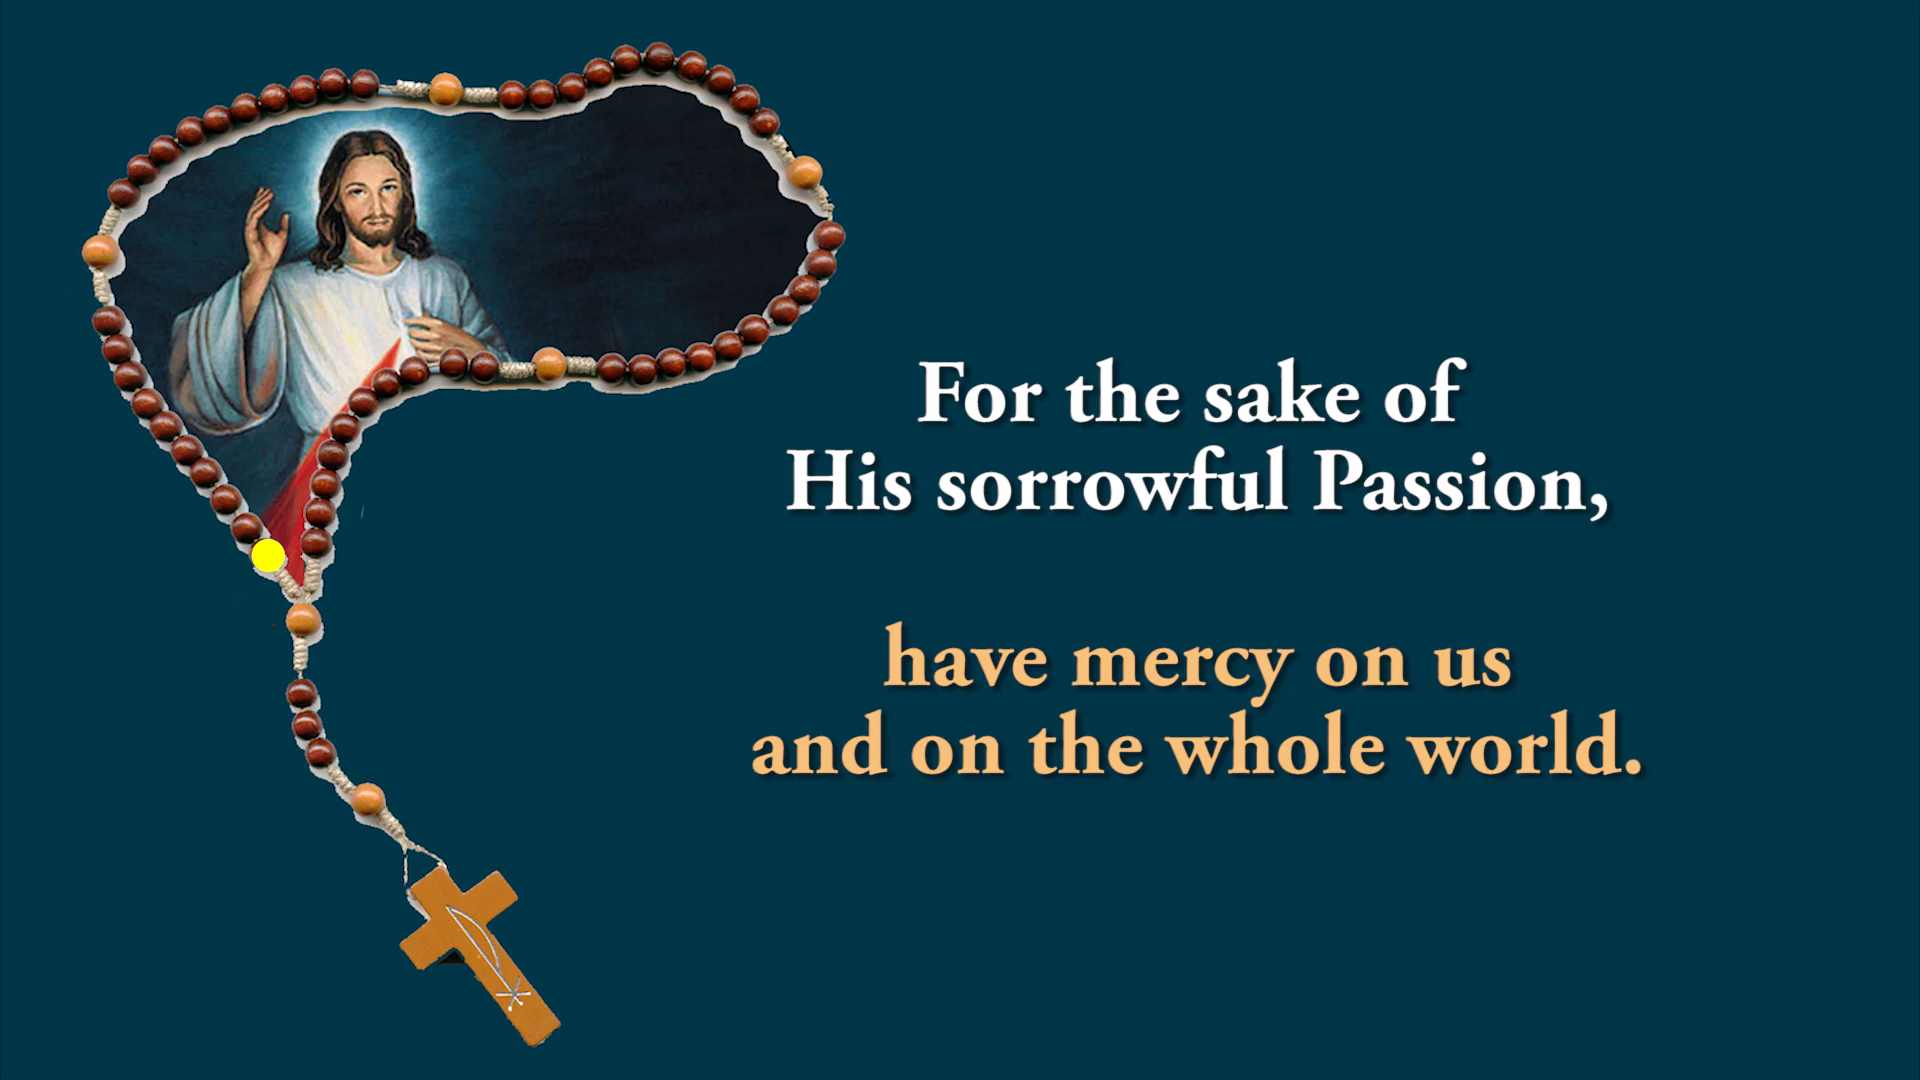 For the sake of
His sorrowful Passion,
have mercy on us
and on the whole world.